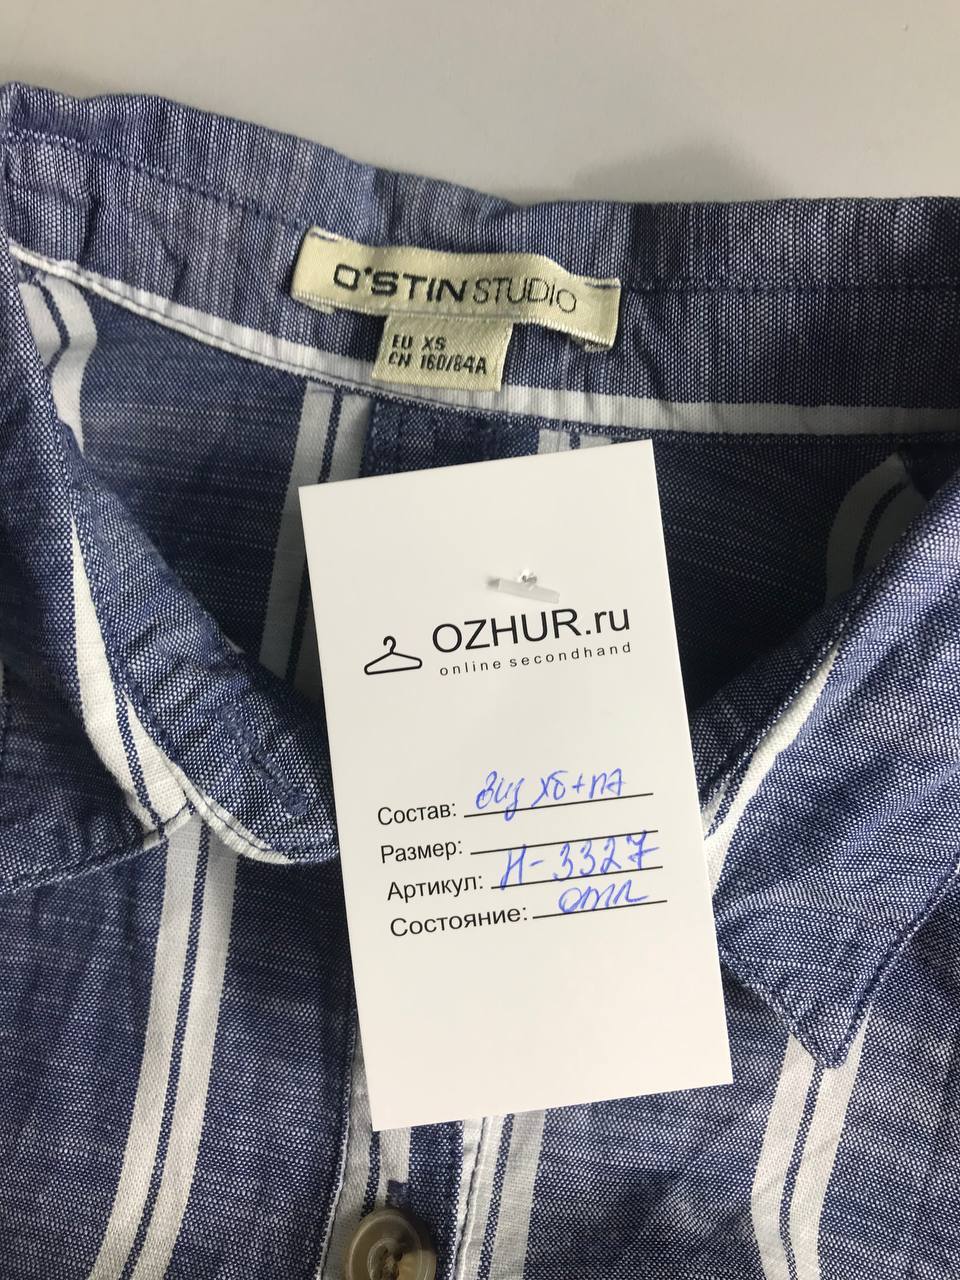 O'STIN STUDIO
EU XS
CN 160/84A
OZHUR.ru
online secondhand
Состав: виз хб+пэ
Размер:
Артикул: Н-3327
Состояние: отл